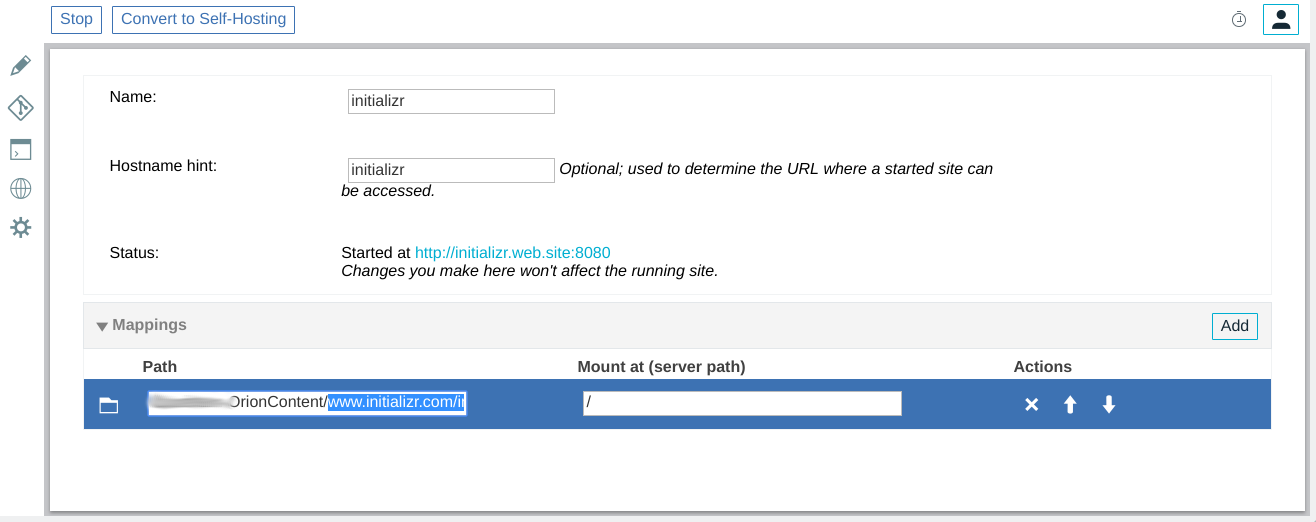 Stop Convert to Self-Hosting
Name: initializr
Hostname hint: initializr Optional; used to determine the URL where a started site can
be accessed.
Status: Started at http://initializr.web.site:8080
Changes you make here won't affect the running site.
Mappings Add
Path Mount at (server path) Actions
OrionContent/www.initializr.com/ /